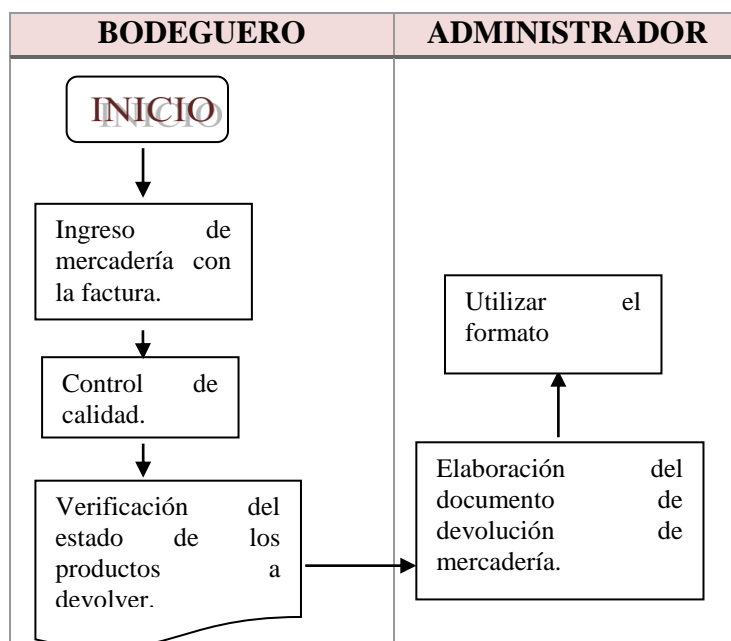 BODEGUERO
ADMINISTRADOR
INICIO
Ingreso de
mercadería con
la factura.
Control de
calidad.
Verificación del
estado de los
productos a
devolver.
Elaboración del
documento de
devolución de
mercadería.
Utilizar el
formato